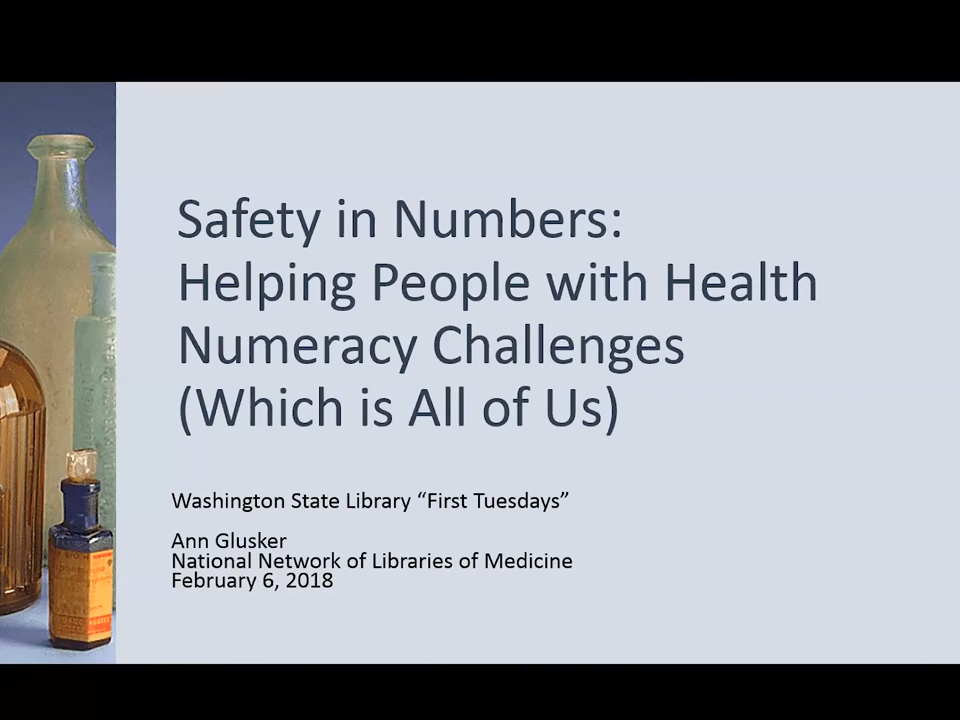 Safety in Numbers:
Helping People with Health
Numeracy Challenges
(Which is All of Us)
Washington State Library “First Tuesdays”
Ann Glusker
National Network of Libraries of Medicine
February 6, 2018